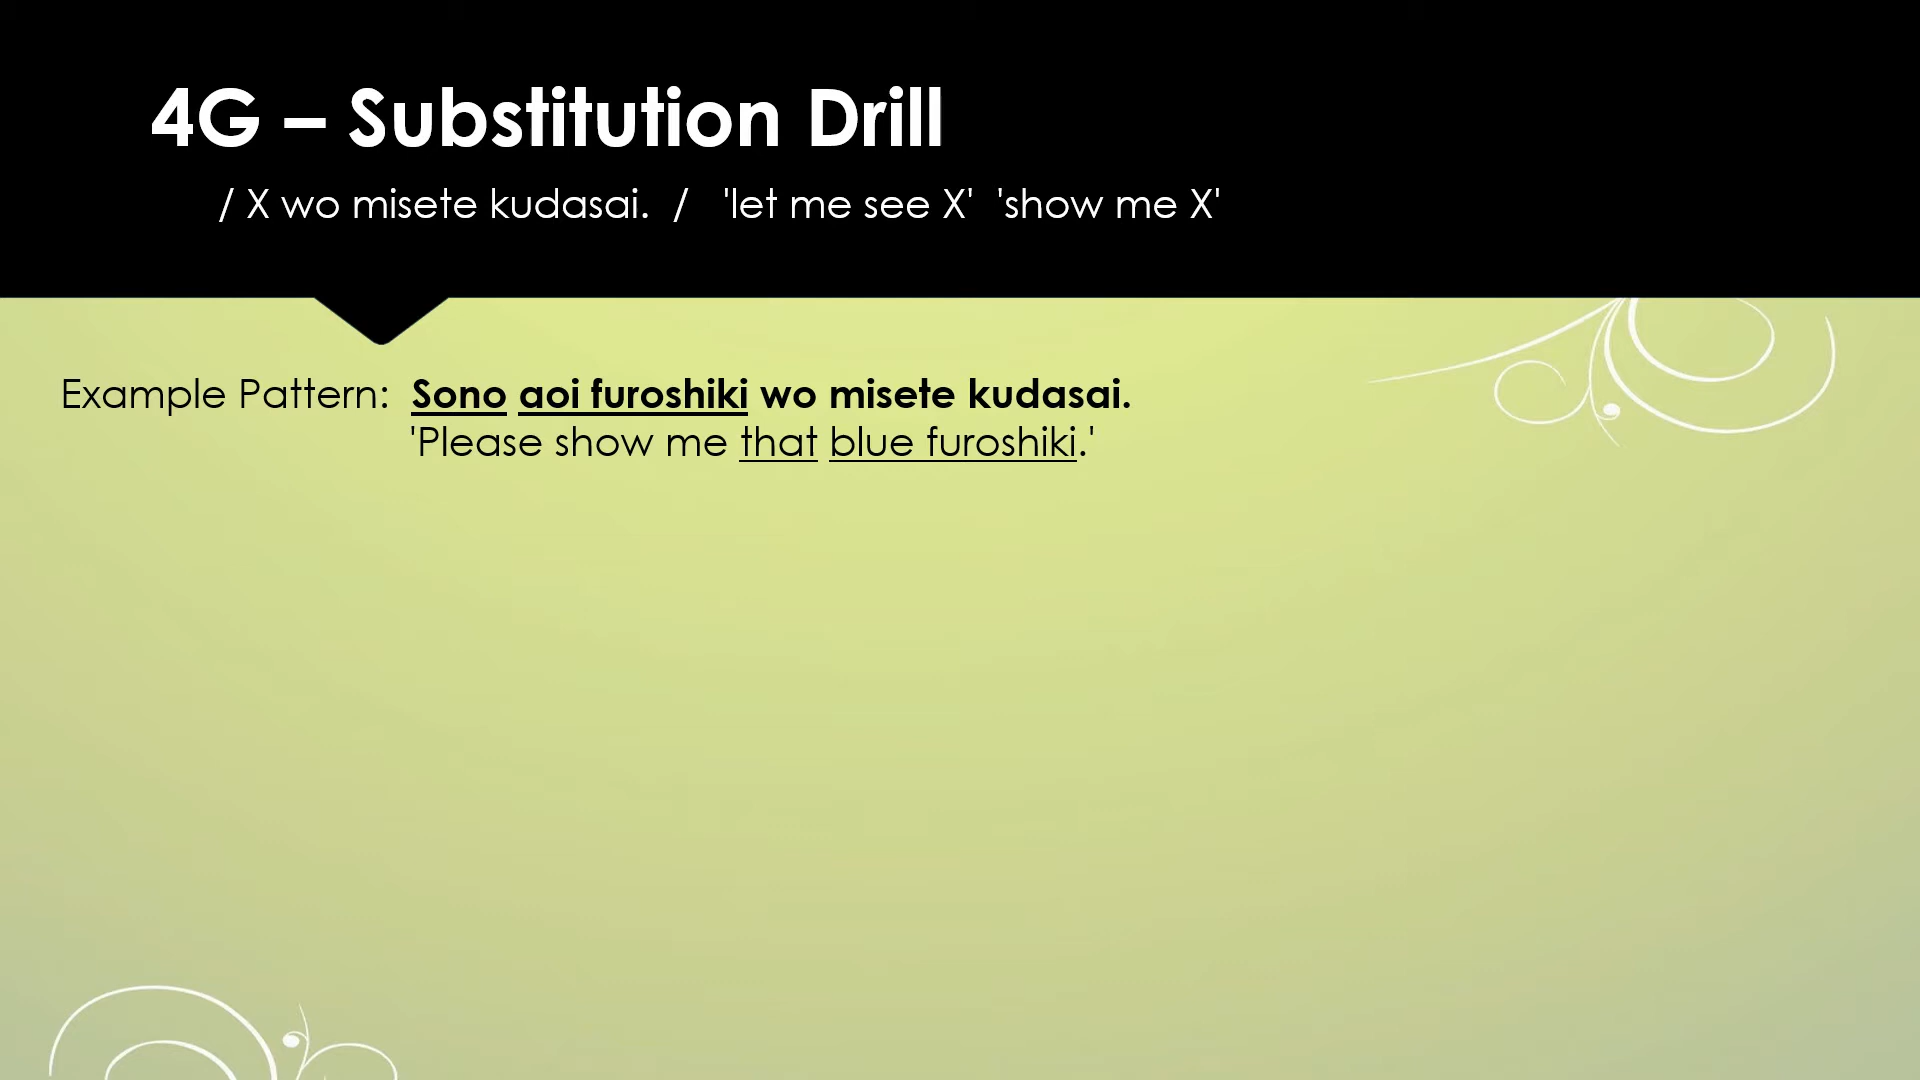 4G – Substitution Drill
/ X wo misete kudasai. / 'let me see X' 'show me X'
Example Pattern: Sono aoi furoshiki wo misete kudasai.
'Please show me that blue furoshiki.'